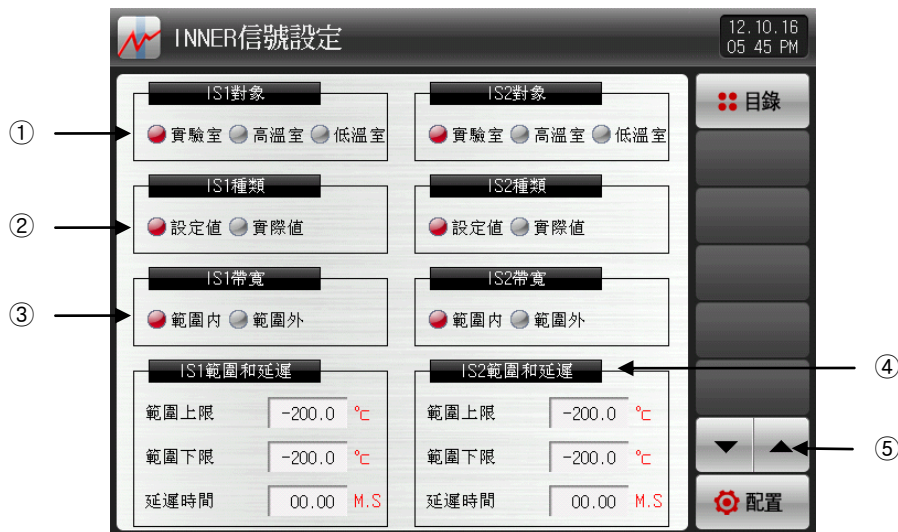 INNER信號設定
12.10.16
05 45 PM
IS1對象
IS2對象
目錄
①
實驗室 高溫室 低溫室
實驗室 高溫室 低溫室
IS1種類
IS2種類
②
設定值 實際值
設定值 實際值
IS1帶寬
IS2帶寬
③
範圍內 範圍外
範圍內 範圍外
IS1範圍和延遲
IS2範圍和延遲
④
範圍上限 -200.0 ℃
範圍上限 -200.0 ℃
範圍下限 -200.0 ℃
範圍下限 -200.0 ℃
⑤
延遲時間 00.00 M.S
延遲時間 00.00 M.S
配置